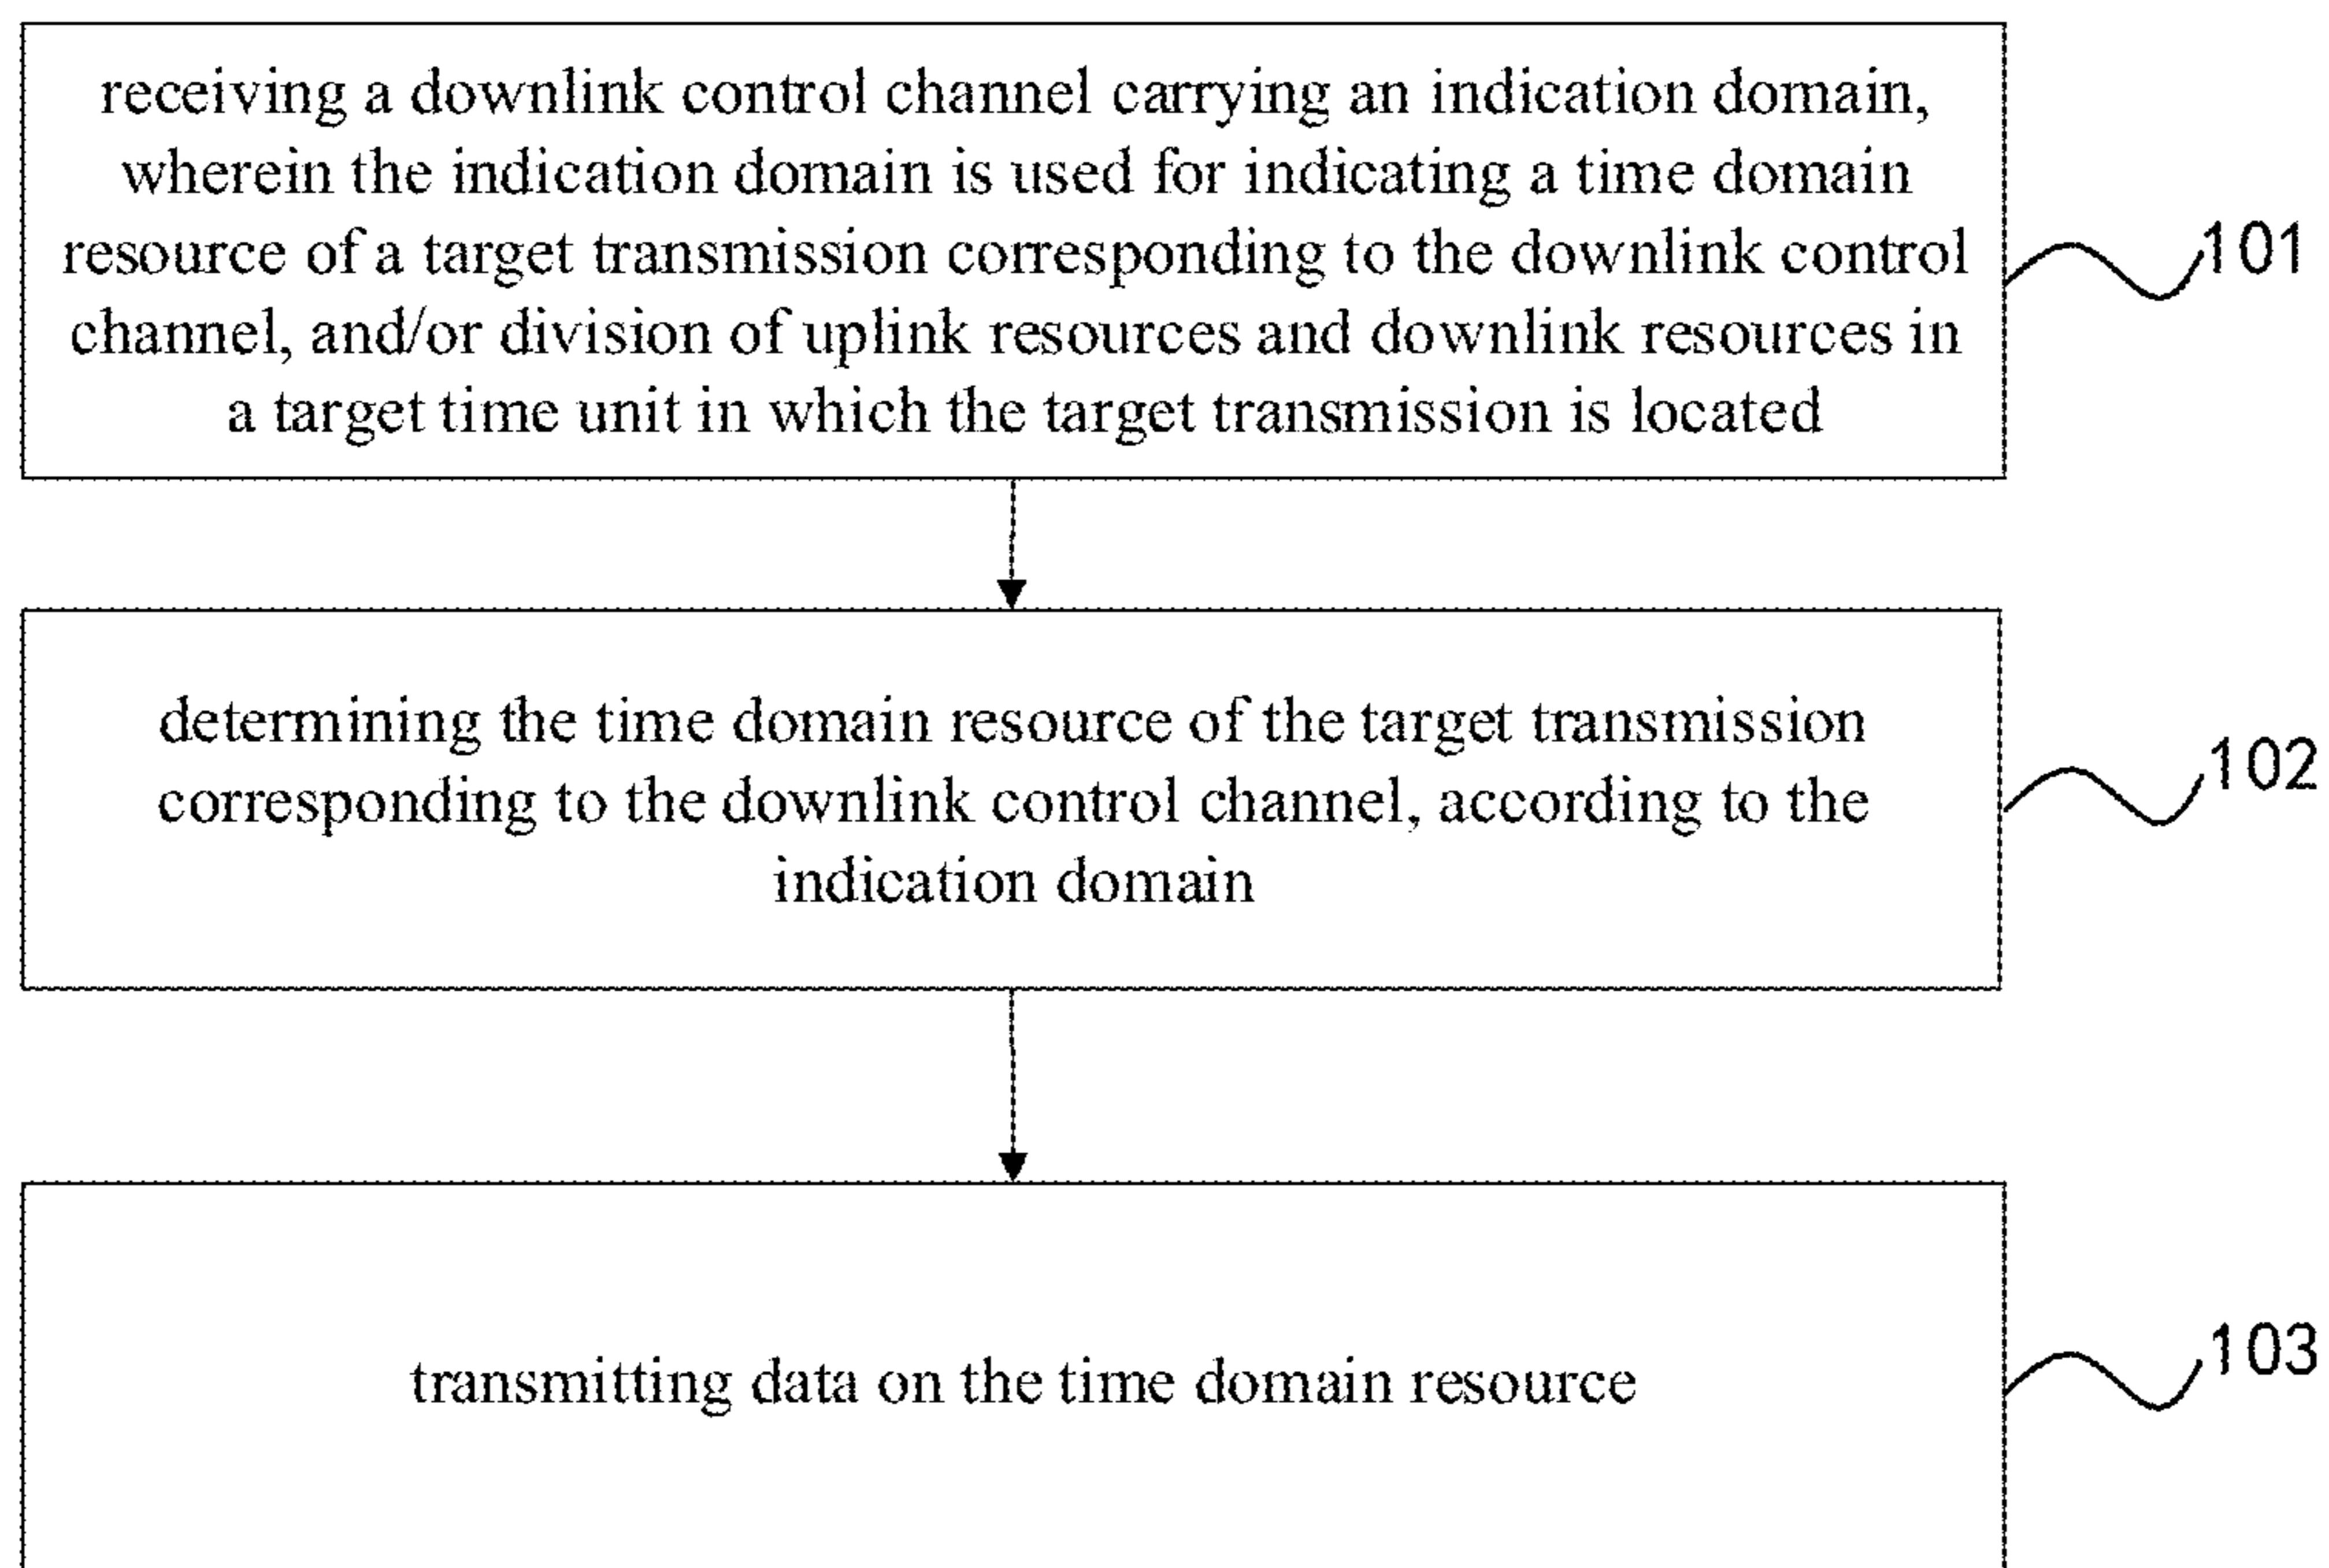 receiving a downlink control channel carrying an indication domain,
wherein the indication domain is used for indicating a time domain
resource of a target transmission corresponding to the downlink control
channel, and/or division of uplink resources and downlink resources in
a target time unit in which the target transmission is located
101
determining the time domain resource of the target transmission
corresponding to the downlink control channel, according to the
indication domain
102
transmitting data on the time domain resource
103